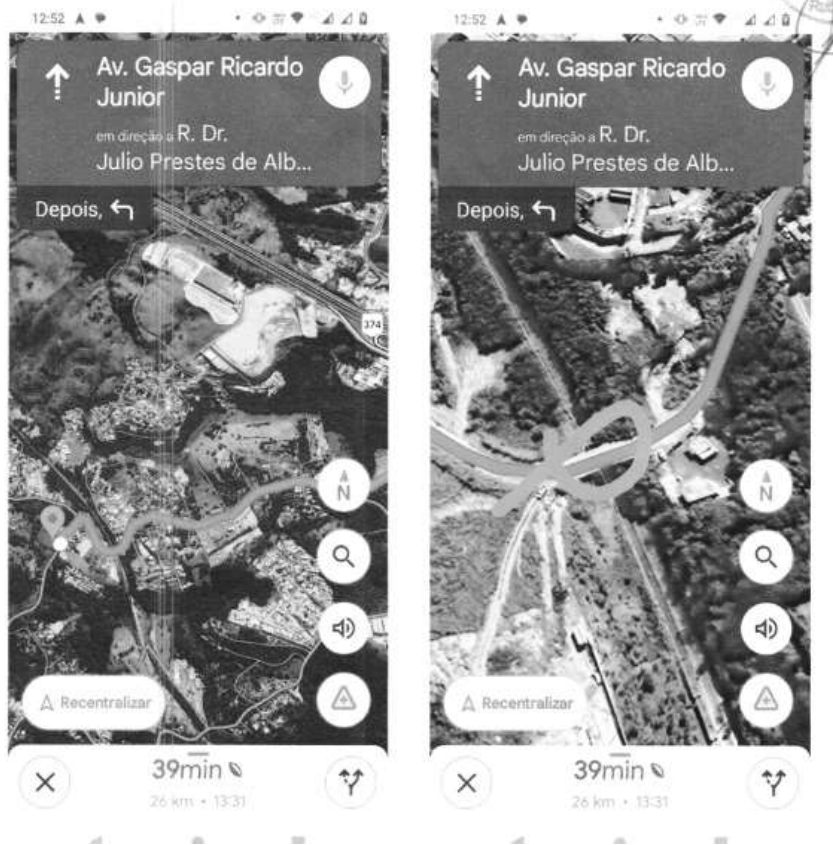 12:52
Av. Gaspar Ricardo
Junior
em direção a R. Dr.
Julio Prestes de Alb...
Depois,
374
N
Recentralizar
39min
26 km • 13:31
12:52
Av. Gaspar Ricardo
Junior
em direção a R. Dr.
Julio Prestes de Alb...
Depois,
N
Recentralizar
39min
26 km • 13:31